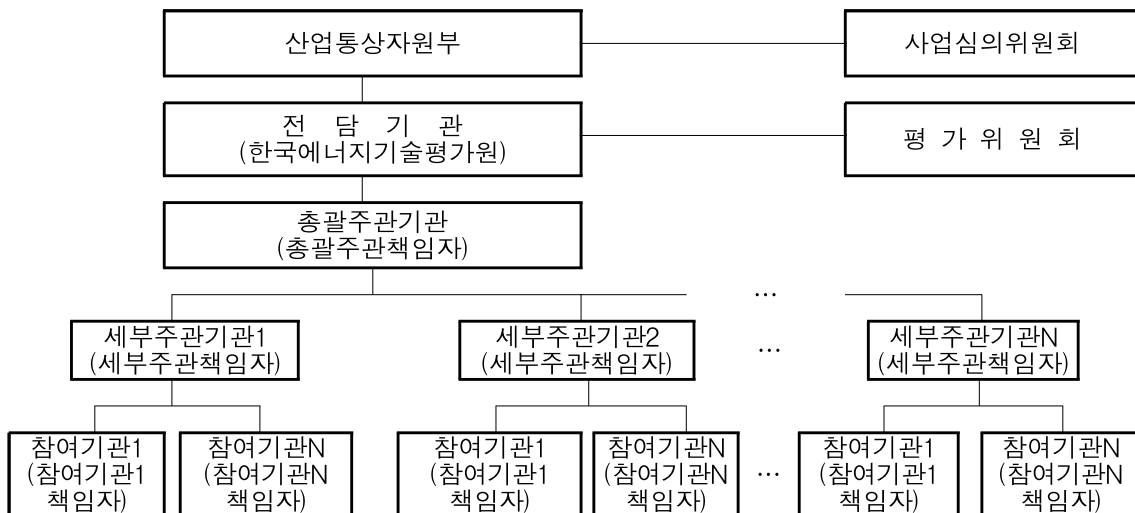 산업통상자원부
사업심의위원회
전 담 기 관
(한국에너지기술평가원)
평 가 위 원 회
총괄주관기관
(총괄주관책임자)
...
세부주관기관1
(세부주관책임자)
세부주관기관2
(세부주관책임자)
...
세부주관기관N
(세부주관책임자)
참여기관1
(참여기관1
책임자)
참여기관N
(참여기관N
책임자)
참여기관1
(참여기관1
책임자)
참여기관N
(참여기관N
책임자)
...
참여기관1
(참여기관1
책임자)
참여기관N
(참여기관N
책임자)